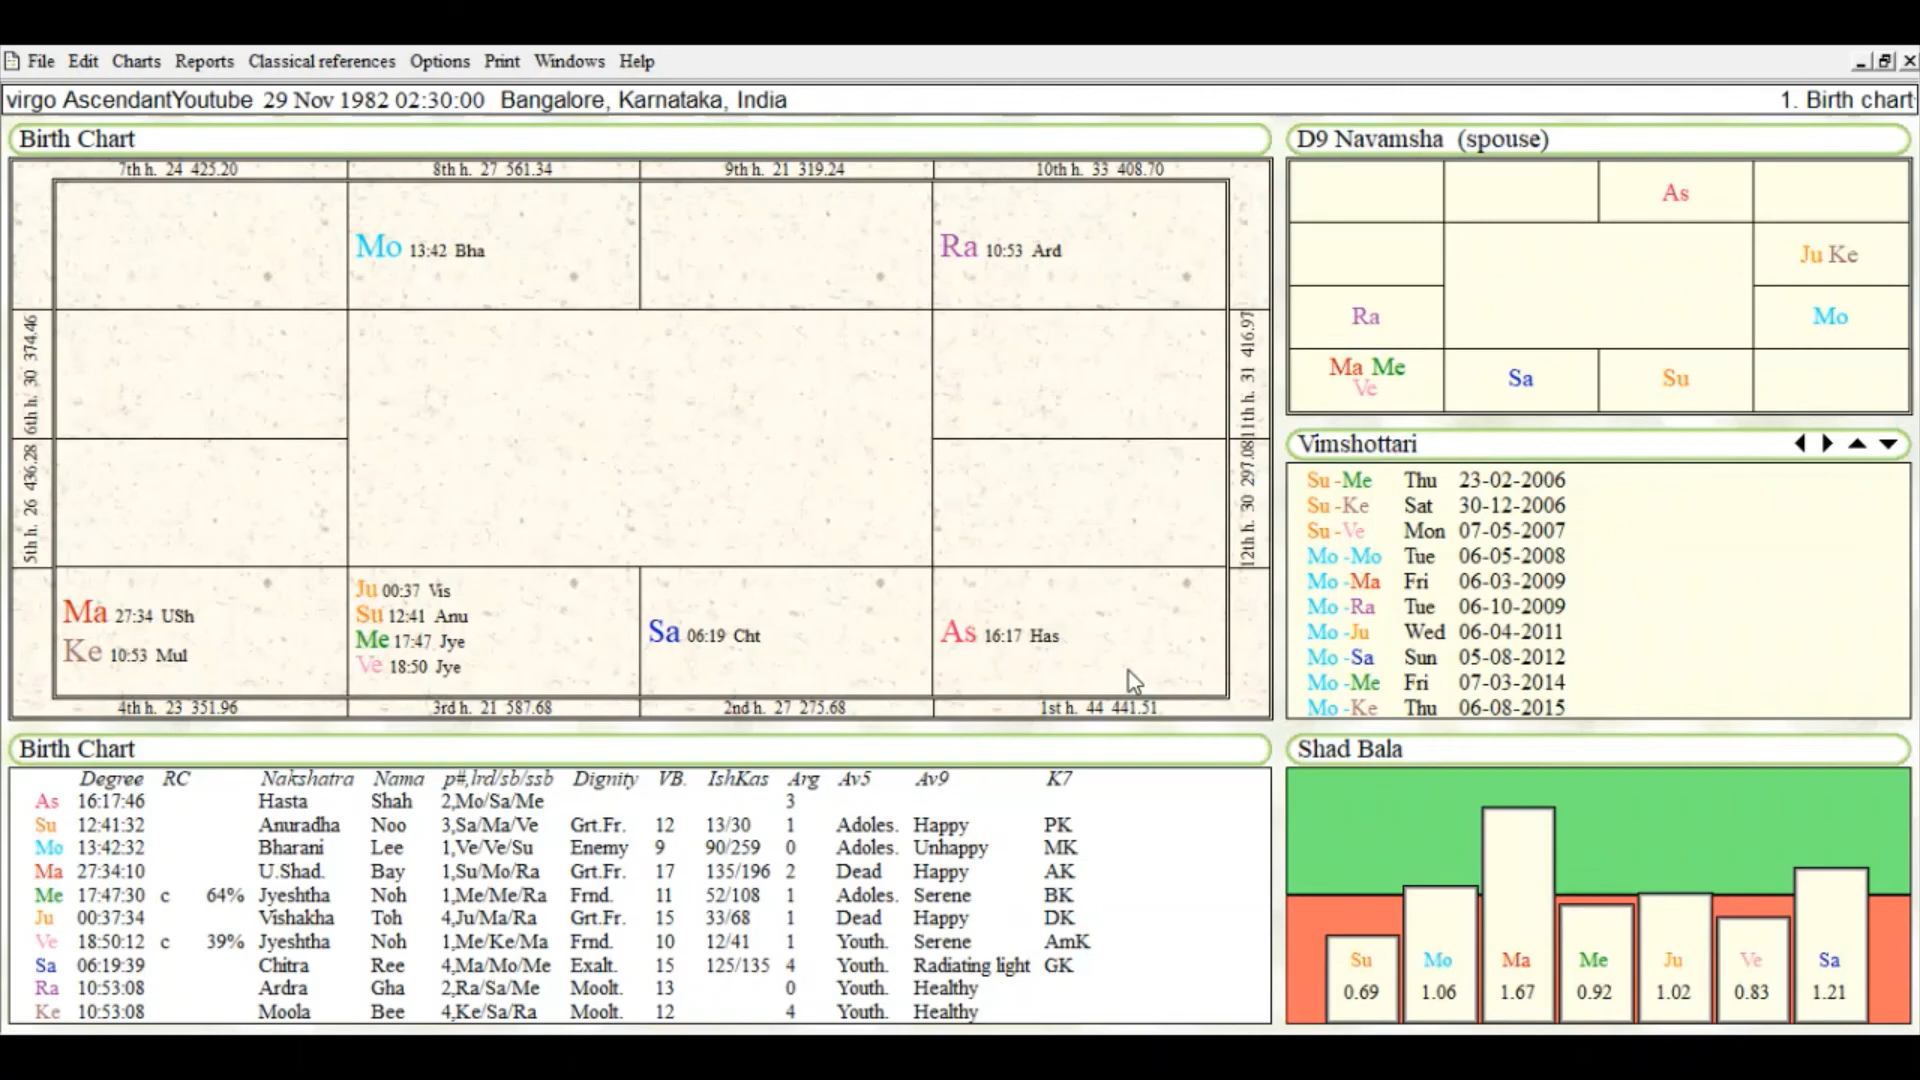 File Edit Charts Reports Classical references Options Print Windows Help
virgo AscendantYoutube 29 Nov 1982 02:30:00 Bangalore, Karnataka, India 1. Birth chart
Birth Chart
7th h. 24 425.20 8th h. 27 561.34 9th h. 21 319.24 10th h. 33 408.70
Mo 13:42 Bha
Ra 10:53 Ard
6th h. 30 374.46
11th h. 31 416.97
5th h. 26 436.28
12th h. 30 297.08
Ma 27:34 USh
Ke 10:53 Mul
Ju 00:37 Vis
Su 12:41 Anu
Me 17:47 Jye
Ve 18:50 Jye
Sa 06:19 Cht
As 16:17 Has
4th h. 23 351.96 3rd h. 21 587.68 2nd h. 27 275.68 1st h. 44 441.51
D9 Navamsha (spouse)
As
Ju Ke
Ra
Mo
Ma Me
Ve
Sa
Su
Vimshottari
Su -Me Thu 23-02-2006
Su -Ke Sat 30-12-2006
Su -Ve Mon 07-05-2007
Mo -Mo Tue 06-05-2008
Mo -Ma Fri 06-03-2009
Mo -Ra Tue 06-10-2009
Mo -Ju Wed 06-04-2011
Mo -Sa Sun 05-08-2012
Mo -Me Fri 07-03-2014
Mo -Ke Thu 06-08-2015
Birth Chart
Degree RC Nakshatra Nama p#,lrd/sb/ssb Dignity VB. IshKas Arg Av5 Av9 K7
As 16:17:46 Hasta Shah 2,Mo/Sa/Me 3
Su 12:41:32 Anuradha Noo 3,Sa/Ma/Ve Grt.Fr. 12 13/30 1 Adoles. Happy PK
Mo 13:42:32 Bharani Lee 1,Ve/Ve/Su Enemy 9 90/259 0 Adoles. Unhappy MK
Ma 27:34:10 U.Shad. Bay 1,Su/Mo/Ra Grt.Fr. 17 135/196 2 Dead Happy AK
Me 17:47:30 c 64% Jyeshtha Noh 1,Me/Me/Ra Frnd. 11 52/108 1 Adoles. Serene BK
Ju 00:37:34 Vishakha Toh 4,Ju/Ma/Ra Grt.Fr. 15 33/68 1 Dead Happy DK
Ve 18:50:12 c 39% Jyeshtha Noh 1,Me/Ke/Ma Frnd. 10 12/41 1 Youth. Serene AmK
Sa 06:19:39 Chitra Ree 4,Ma/Mo/Me Exalt. 15 125/135 4 Youth. Radiating light GK
Ra 10:53:08 Ardra Gha 2,Ra/Sa/Me Moolt. 13 0 Youth. Healthy
Ke 10:53:08 Moola Bee 4,Ke/Sa/Ra Moolt. 12 4 Youth. Healthy
Shad Bala
Su Mo Ma Me Ju Ve Sa
0.69 1.06 1.67 0.92 1.02 0.83 1.21